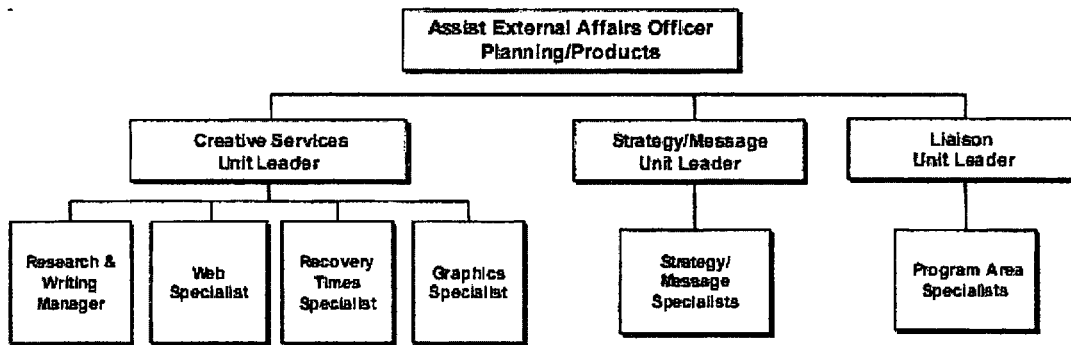 Assist External Affairs Officer
Planning/Products
Creative Services
Unit Leader
Strategy/Message
Unit Leader
Liaison
Unit Leader
Research &
Writing
Manager
Web
Specialist
Recovery
Times
Specialist
Graphics
Specialist
Strategy/
Message
Specialists
Program Area
Specialists